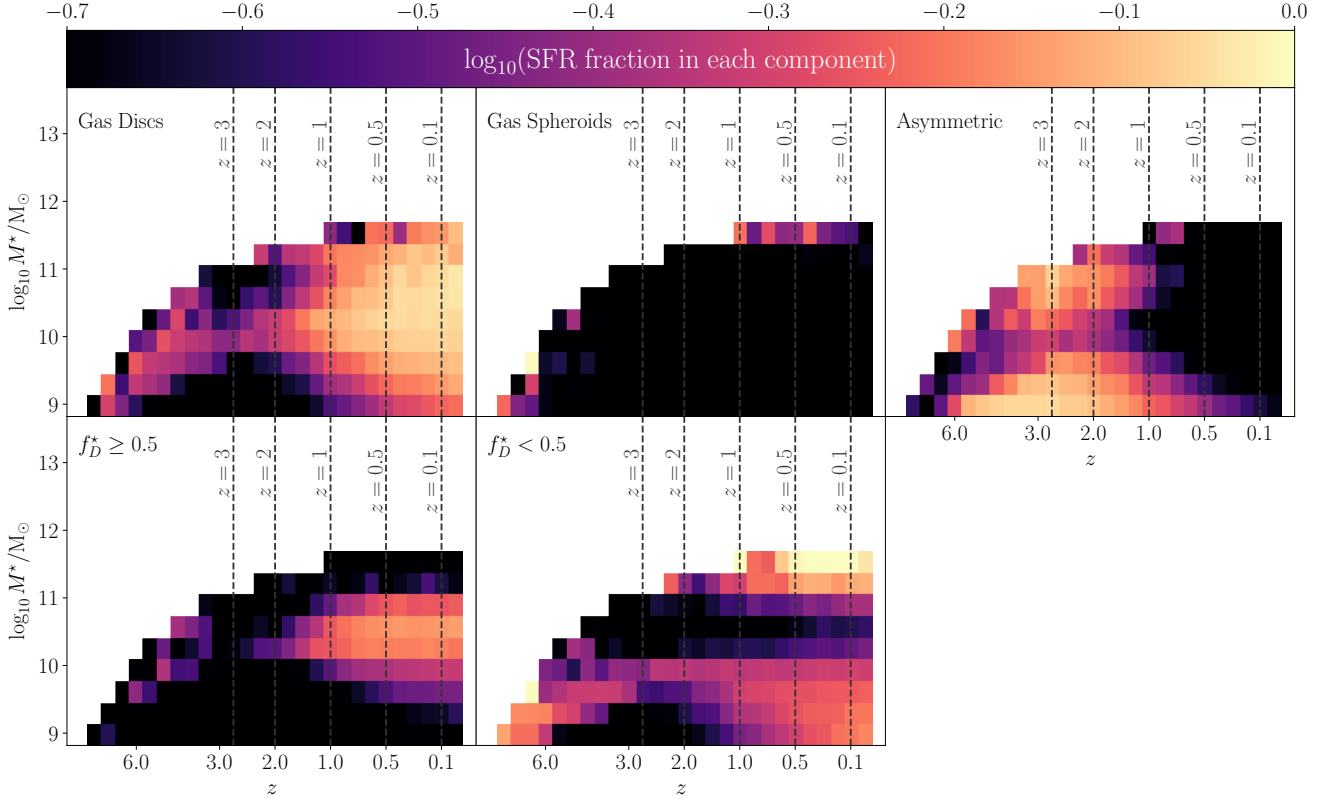 −0.7 −0.6 −0.5 −0.4 −0.3 −0.2 −0.1 0.0
log₁₀(SFR fraction in each component)
Gas Discs
z = 3
z = 2
z = 1
z = 0.5
z = 0.1
Gas Spheroids
z = 3
z = 2
z = 1
z = 0.5
z = 0.1
Asymmetric
z = 3
z = 2
z = 1
z = 0.5
z = 0.1
log₁₀ M⋆/M⊙
13
12
11
10
9
6.0 3.0 2.0 1.0 0.5 0.1
z
f⋆D ≥ 0.5
z = 3
z = 2
z = 1
z = 0.5
z = 0.1
f⋆D < 0.5
z = 3
z = 2
z = 1
z = 0.5
z = 0.1
log₁₀ M⋆/M⊙
13
12
11
10
9
6.0 3.0 2.0 1.0 0.5 0.1
z
6.0 3.0 2.0 1.0 0.5 0.1
z